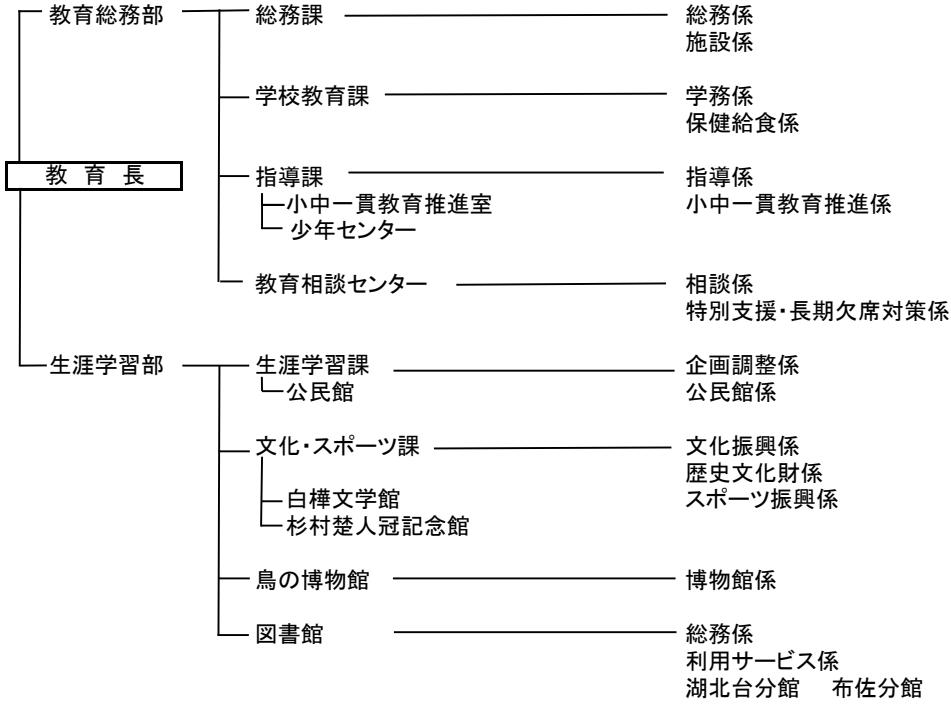 教育総務部 総務課 総務係
施設係
学校教育課 学務係
保健給食係
教 育 長
指導課 指導係
小中一貫教育推進室 小中一貫教育推進係
少年センター
教育相談センター 相談係
特別支援・長期欠席対策係
生涯学習部 生涯学習課 企画調整係
公民館 公民館係
文化・スポーツ課 文化振興係
歴史文化財係
白樺文学館 スポーツ振興係
杉村楚人冠記念館
鳥の博物館 博物館係
図書館 総務係
利用サービス係
湖北台分館 布佐分館